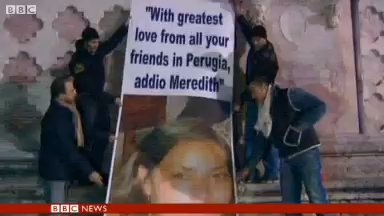 BBC
"With greatest
love from all your
friends in Perugia,
addio Meredith"
BBC NEWS